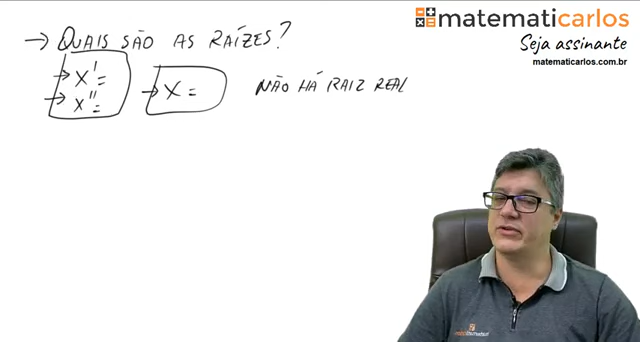 matematicarlos
Seja assinante
matematicarlos.com.br
→ QUAIS SÃO AS RAÍZES?
→ X' =
→ X'' =
→ X =
NÃO HÁ RAIZ REAL